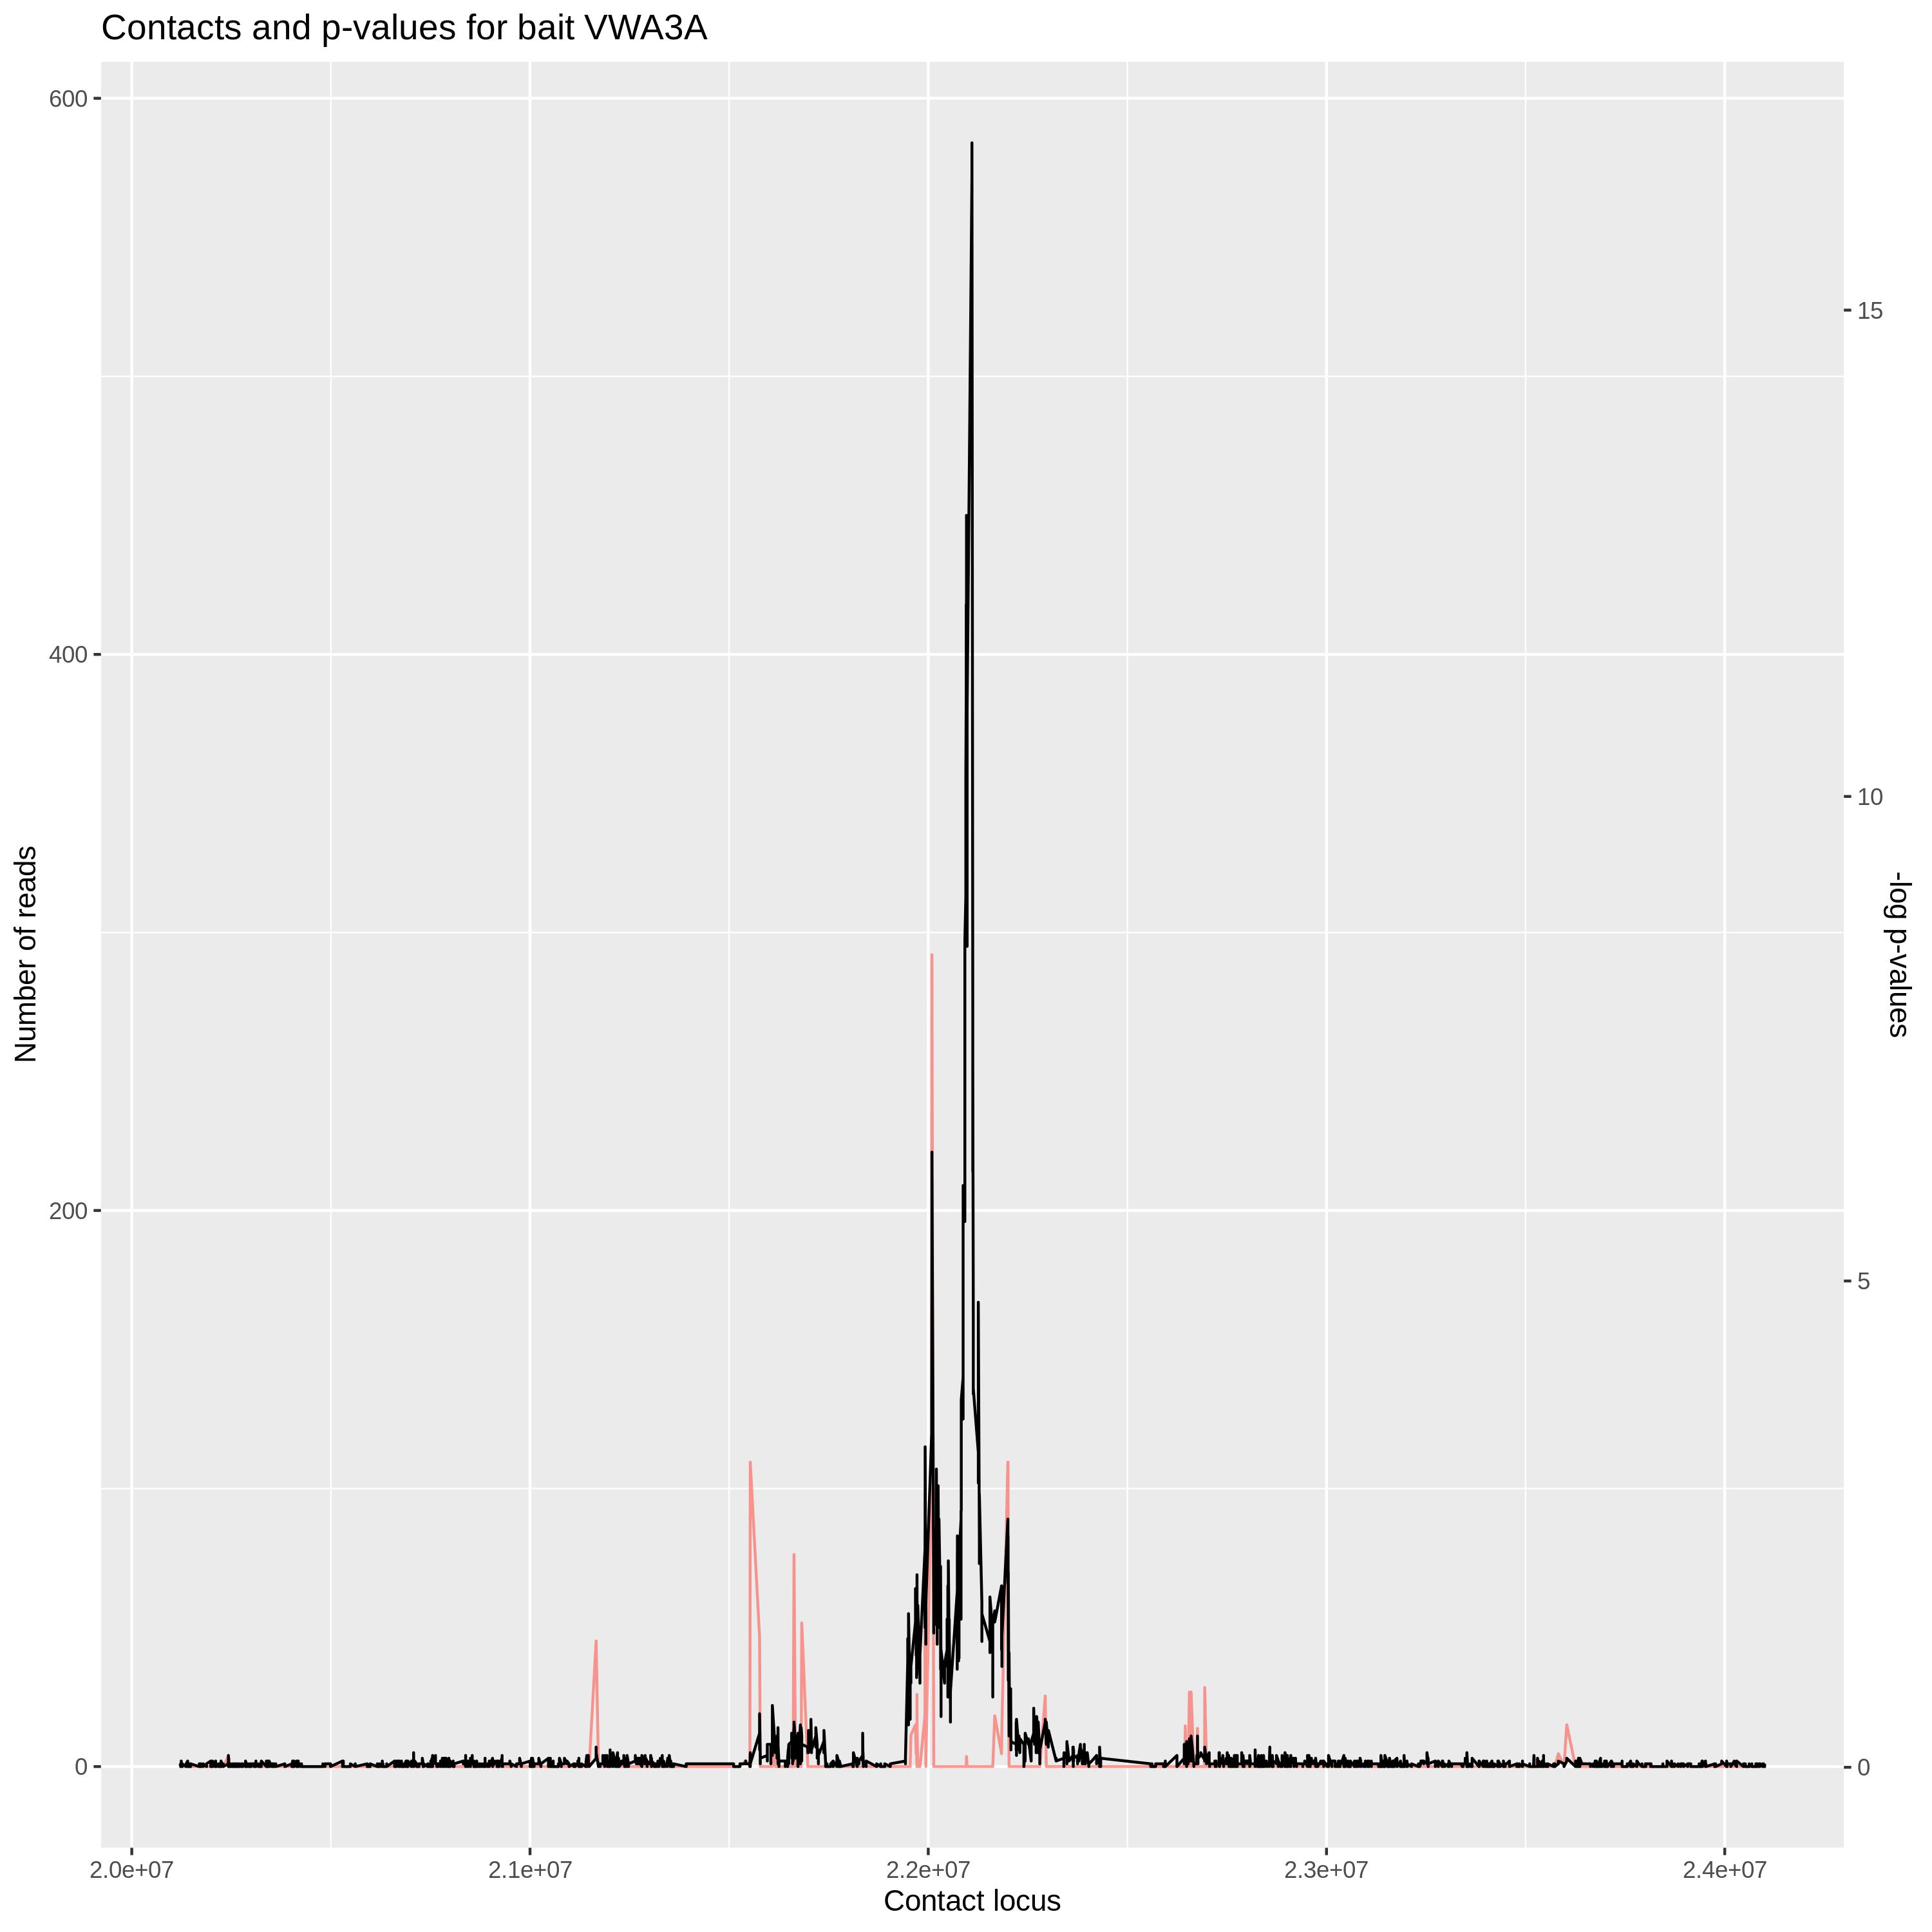 Contacts and p-values for bait VWA3A
600
400
200
0
Number of reads
15
10
5
0
-log p-values
2.0e+07
2.1e+07
2.2e+07
2.3e+07
2.4e+07
Contact locus